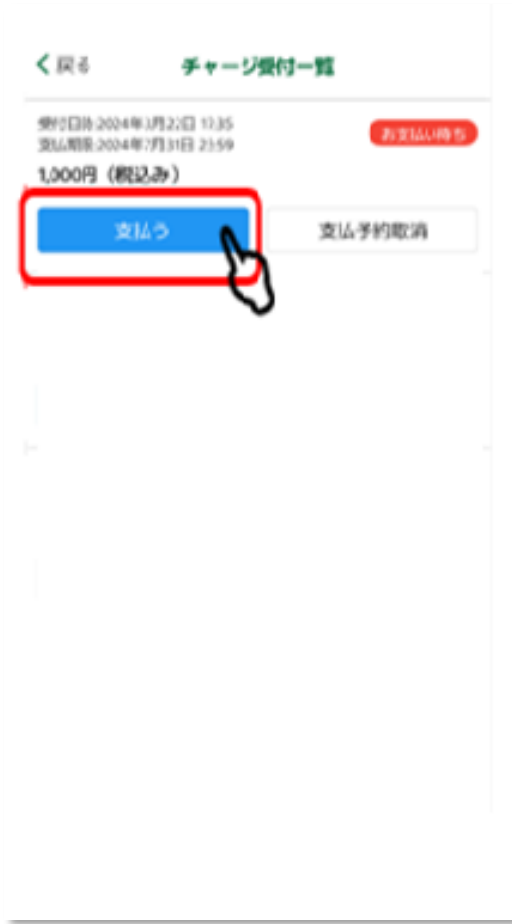 戻る
チャージ受付一覧
受付日時:2024年3月22日 17:35
支払期限:2024年7月31日 23:59
お支払い待ち
1,000円（税込み）
支払う
支払予約取消